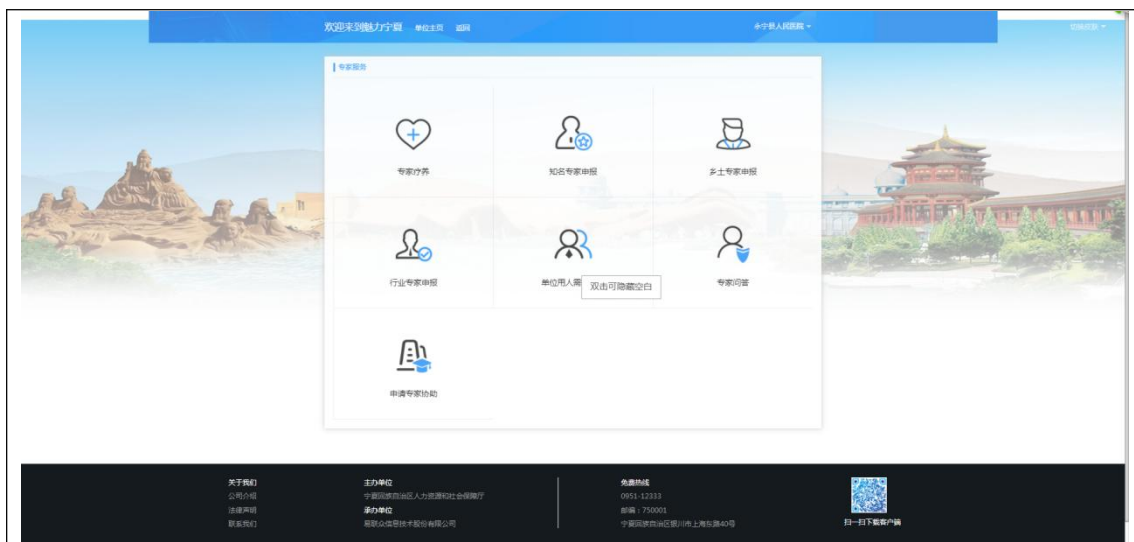 欢迎来到魅力宁夏 单位主页 返回 永宁县人民医院
专家服务
专家疗养 知名专家申报 乡土专家申报
行业专家申报 单位用人需 专家问答
双击可隐藏空白
申请专家协助
关于我们 主办单位 免费热线
公司介绍 宁夏回族自治区人力资源和社会保障厅 0951-12333
法律声明 承办单位 邮编:750001
联系我们 易联众信息技术股份有限公司 宁夏回族自治区银川市上海东路40号
扫一扫下载客户端